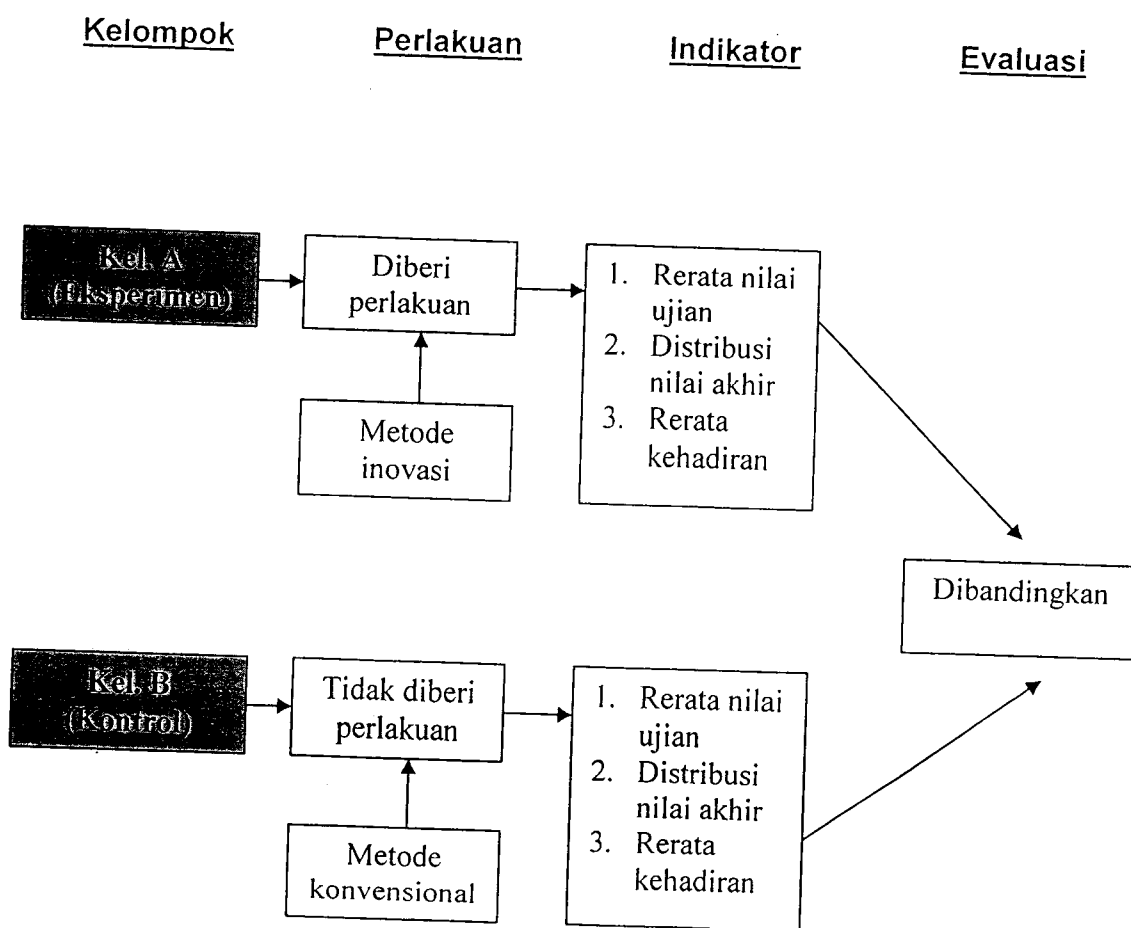 Kelompok
Perlakuan
Indikator
Evaluasi
Kel. A
(Eksperimen)
Diberi
perlakuan
Metode
inovasi
1. Rerata nilai
ujian
2. Distribusi
nilai akhir
3. Rerata
kehadiran
Dibandingkan
Kel. B
(Kontrol)
Tidak diberi
perlakuan
Metode
konvensional
1. Rerata nilai
ujian
2. Distribusi
nilai akhir
3. Rerata
kehadiran